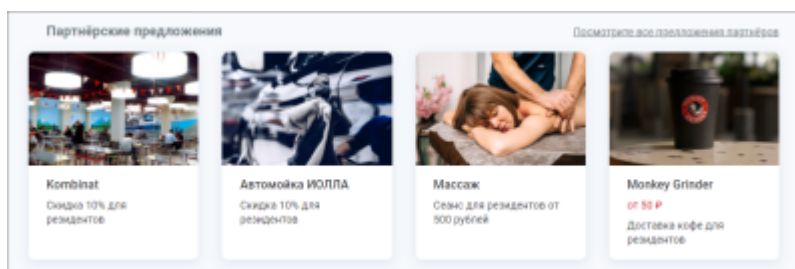 Партнёрские предложения
Посмотрите все предложения партнёров
Kombinat
Скидка 10% для
резидентов
Автомойка ИОЛЛА
Скидка 10% для
резидентов
Массаж
Сеанс для резидентов от
500 рублей
Monkey Grinder
от 50 ₽
Доставка кофе для
резидентов